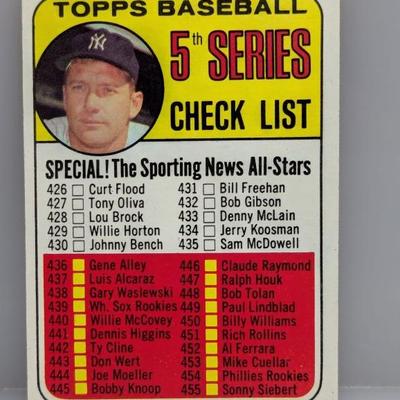 TOPPS BASEBALL
5th SERIES
CHECK LIST
SPECIAL! The Sporting News All-Stars
426 Curt Flood
427 Tony Oliva
428 Lou Brock
429 Willie Horton
430 Johnny Bench
431 Bill Freehan
432 Bob Gibson
433 Denny McLain
434 Jerry Koosman
435 Sam McDowell
436 Gene Alley
437 Luis Alcaraz
438 Gary Waslewski
439 Wh. Sox Rookies
440 Willie McCovey
441 Dennis Higgins
442 Ty Cline
443 Don Wert
444 Joe Moeller
445 Bobby Knoop
446 Claude Raymond
447 Ralph Houk
448 Bob Tolan
449 Paul Lindblad
450 Billy Williams
451 Rich Rollins
452 Al Ferrara
453 Mike Cuellar
454 Phillies Rookies
455 Sonny Siebert